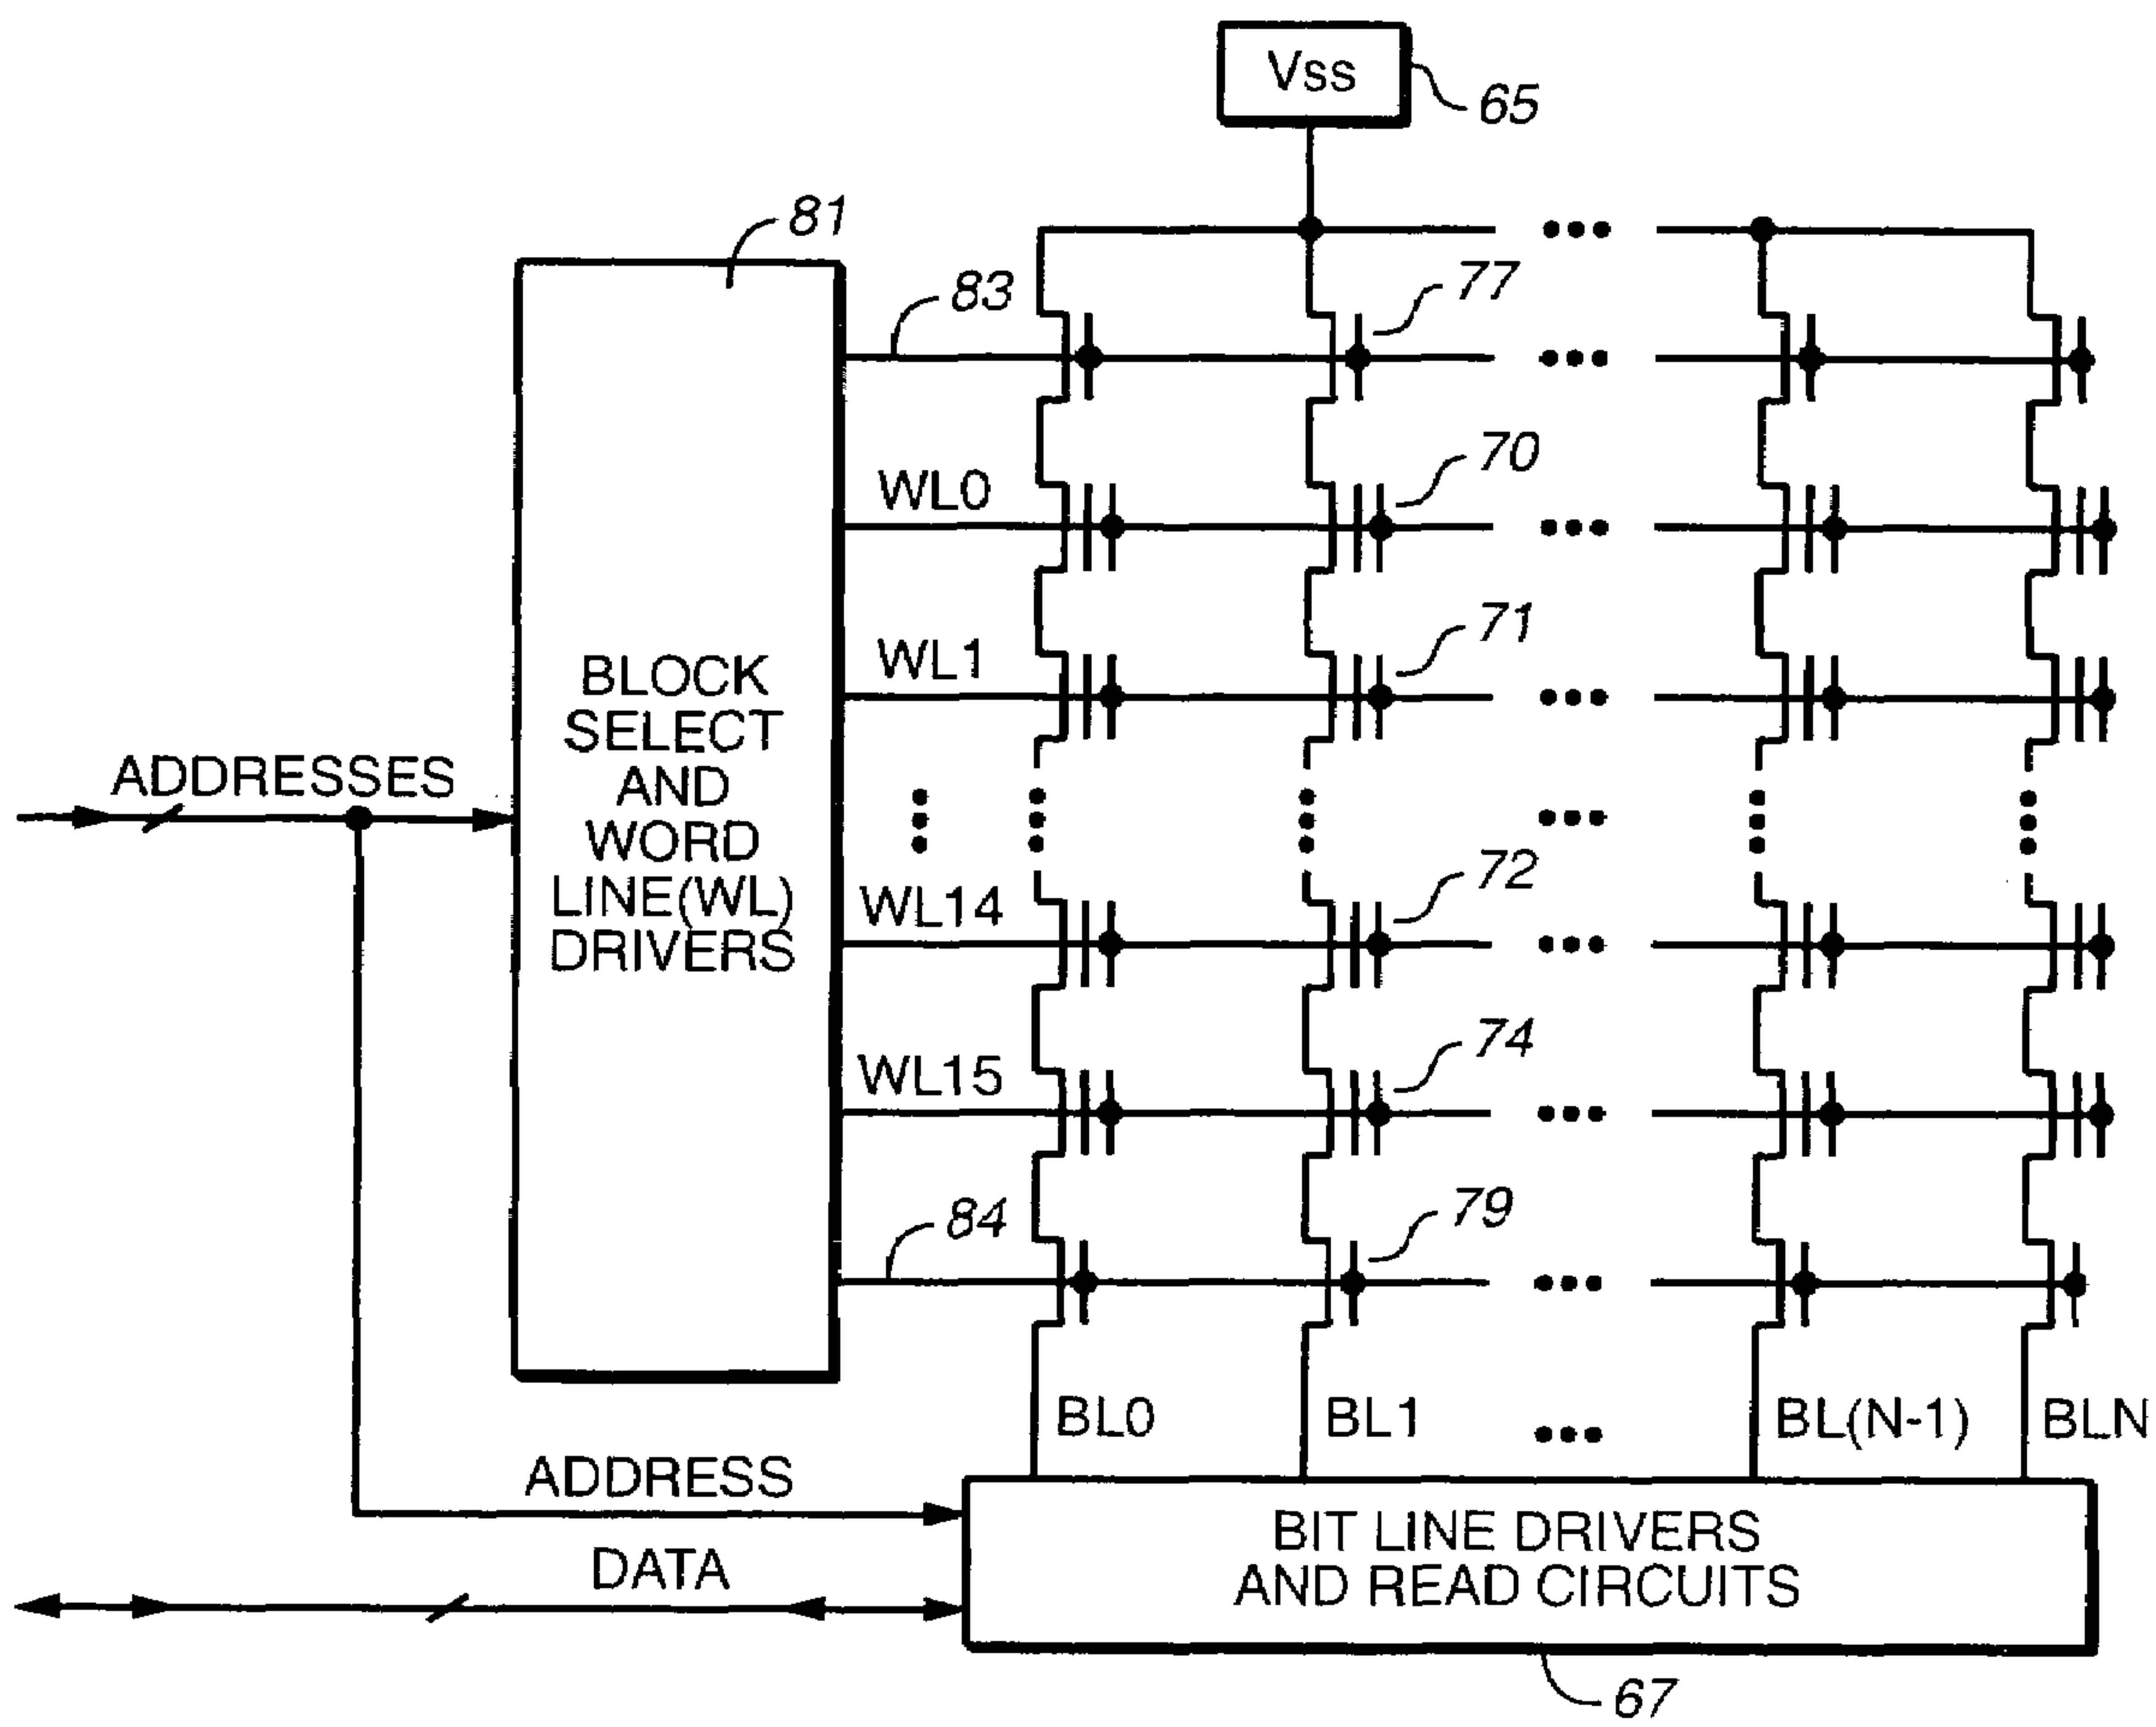 Vss
65
81
83
77
WL0
70
WL1
71
BLOCK
SELECT
AND
WORD
LINE(WL)
DRIVERS
ADDRESSES
WL14
72
WL15
74
84
79
BL0
BL1
BL(N-1)
BLN
ADDRESS
DATA
BIT LINE DRIVERS
AND READ CIRCUITS
67